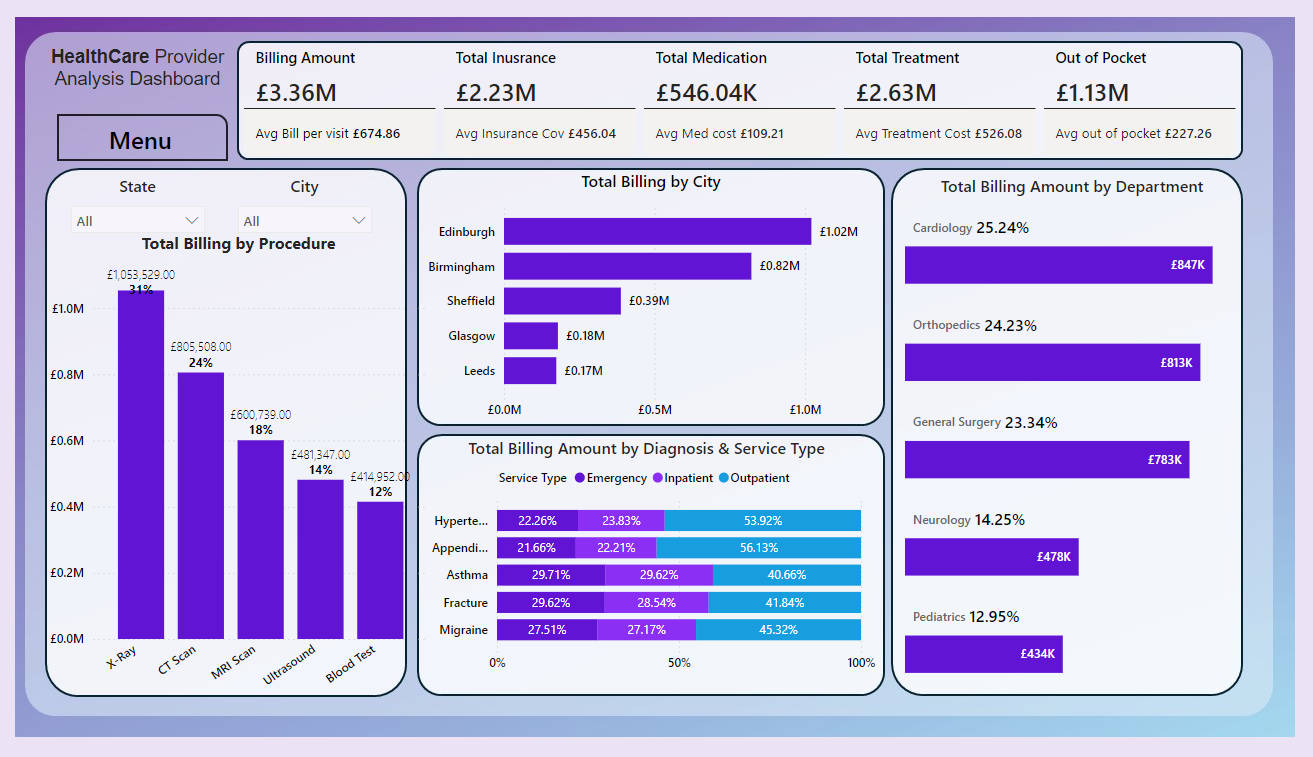 HealthCare Provider
Analysis Dashboard
Menu
Billing Amount
£3.36M
Avg Bill per visit £674.86
Total Inusrance
£2.23M
Avg Insurance Cov £456.04
Total Medication
£546.04K
Avg Med cost £109.21
Total Treatment
£2.63M
Avg Treatment Cost £526.08
Out of Pocket
£1.13M
Avg out of pocket £227.26
State
City
All
All
Total Billing by Procedure
£1,053,529.00
31%
£805,508.00
24%
£600,739.00
18%
£481,347.00
14%
£414,952.00
12%
£1.0M
£0.8M
£0.6M
£0.4M
£0.2M
£0.0M
X-Ray
CT Scan
MRI Scan
Ultrasound
Blood Test
Total Billing by City
Edinburgh £1.02M
Birmingham £0.82M
Sheffield £0.39M
Glasgow £0.18M
Leeds £0.17M
£0.0M £0.5M £1.0M
Total Billing Amount by Diagnosis & Service Type
Service Type Emergency Inpatient Outpatient
Hyperte... 22.26% 23.83% 53.92%
Appendi... 21.66% 22.21% 56.13%
Asthma 29.71% 29.62% 40.66%
Fracture 29.62% 28.54% 41.84%
Migraine 27.51% 27.17% 45.32%
0% 50% 100%
Total Billing Amount by Department
Cardiology 25.24%
£847K
Orthopedics 24.23%
£813K
General Surgery 23.34%
£783K
Neurology 14.25%
£478K
Pediatrics 12.95%
£434K